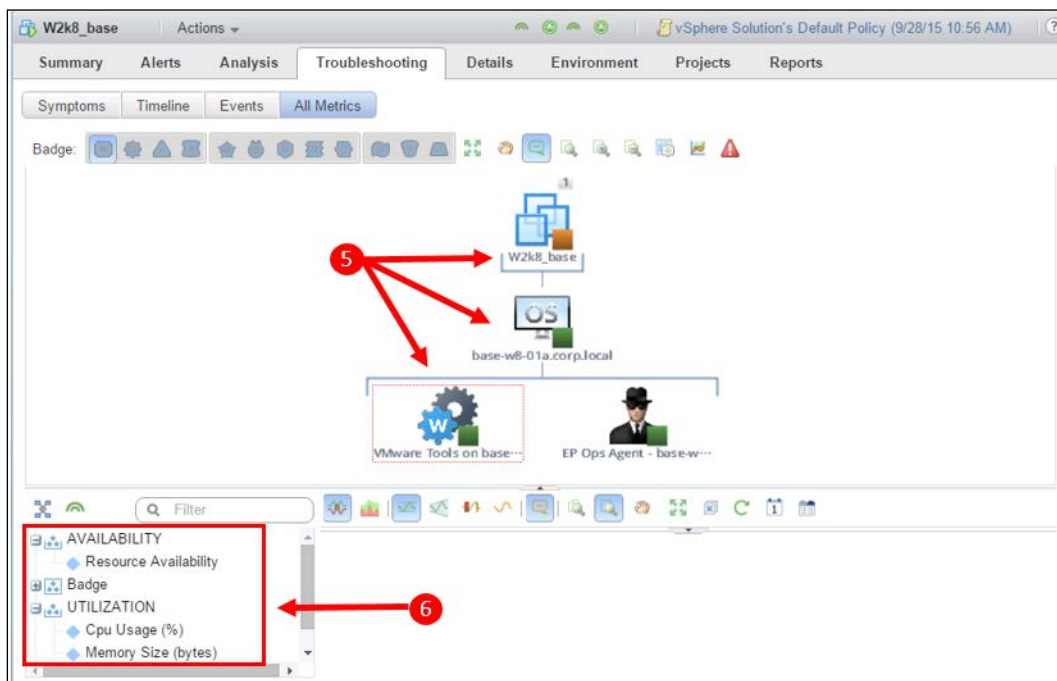 W2k8_base Actions vSphere Solution's Default Policy (9/28/15 10:56 AM) ?
Summary Alerts Analysis Troubleshooting Details Environment Projects Reports
Symptoms Timeline Events All Metrics
Badge:
1
W2k8_base
5
OS
base-w8-01a.corp.local
W
VMware Tools on base··· EP Ops Agent - base-w···
Filter
1
AVAILABILITY
Resource Availability
Badge
UTILIZATION
6
Cpu Usage (%)
Memory Size (bytes)